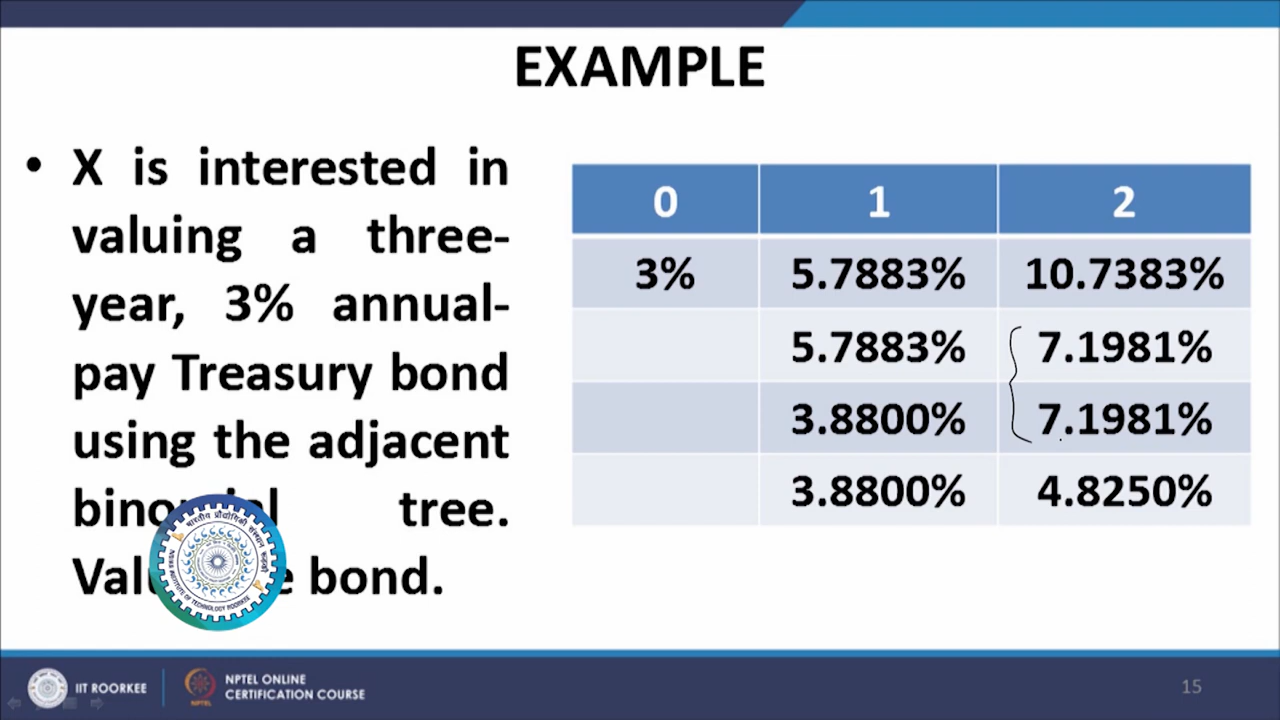 EXAMPLE
• X is interested in
valuing a three-
year, 3% annual-
pay Treasury bond
using the adjacent
tree.
bond.
0 1 2
3% 5.7883% 10.7383%
5.7883% 7.1981%
3.8800% 7.1981%
3.8800% 4.8250%
IIT ROORKEE
NPTEL ONLINE
CERTIFICATION COURSE
15